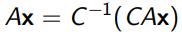 Ax = C⁻¹(CAx)